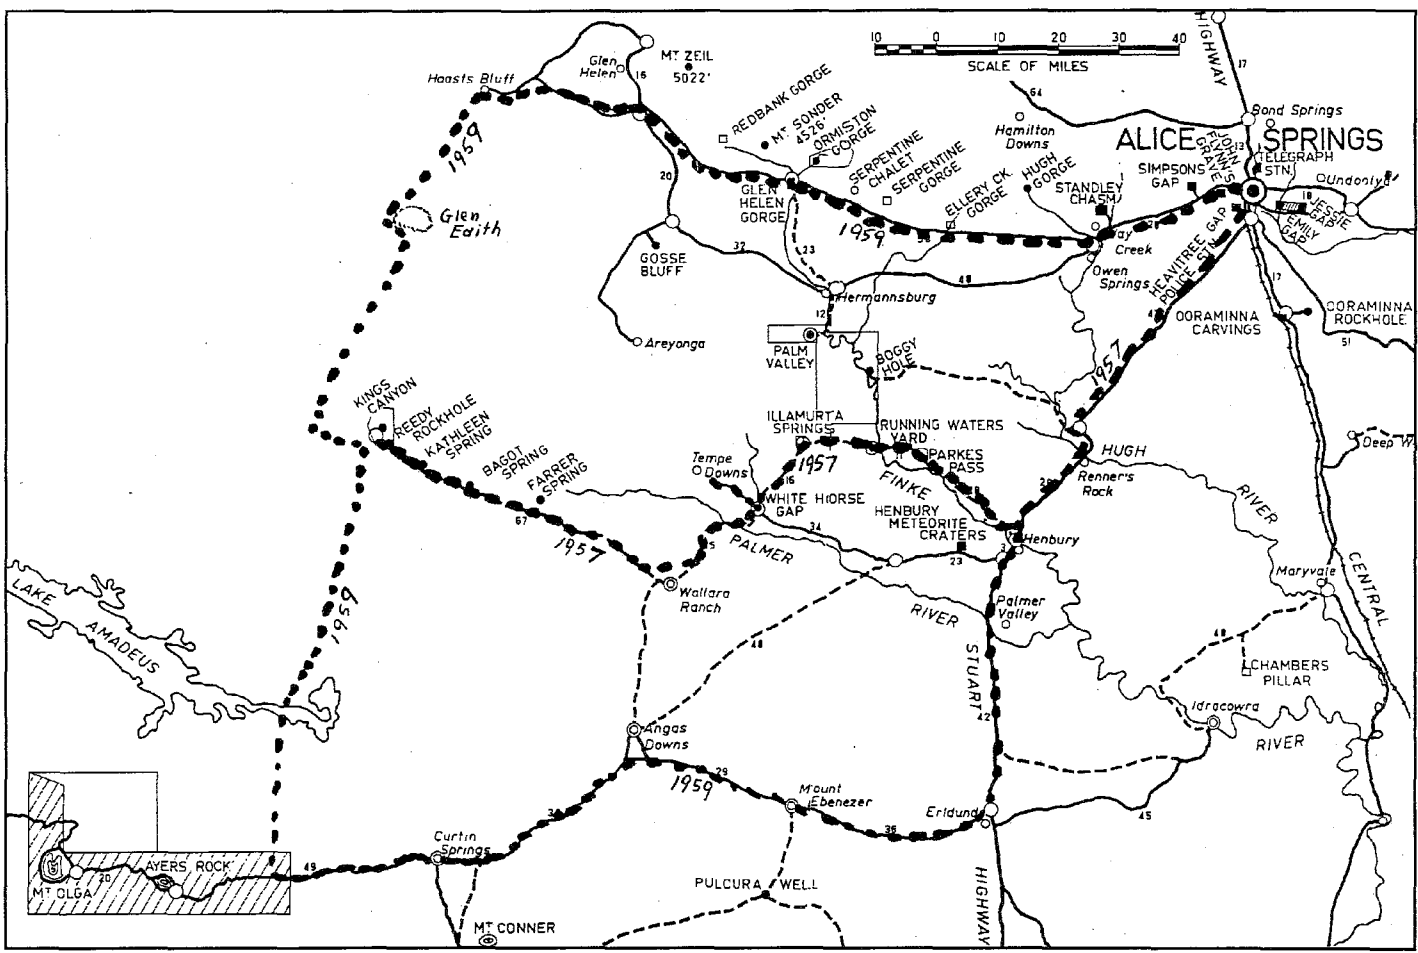 HIGHWAY
17
10 0 10 20 30 40
SCALE OF MILES
Glen
Helen
16
MT. ZEIL
5022'
Haasts Bluff
1959
REDBANK GORGE
MT. SONDER
4526'
ORMISTON
GORGE
SERPENTINE
CHALET
SERPENTINE
GORGE
ELLERY CK.
GORGE
HUGH
GORGE
64
Hamilton
Downs
Bond Springs
ALICE SPRINGS
13
JOHN
FLYNN'S
GRAVE
TELEGRAPH
STN.
SIMPSONS
GAP
STANDLEY
CHASM
Undoolya
18
JESSIE
GAP
EMILY
GAP
20
GLEN
HELEN
GORGE
1959
Glen
Edith
GOSSE
BLUFF
32
23
Hermannsburg
48
Creek
Owen
Springs
HEAVITREE GAP
POLICE STN.
17
OORAMINNA
CARVINGS
OORAMINNA
ROCKHOLE
51
12
Areyonga
PALM
VALLEY
BOGGY
HOLE
1957
KINGS
CANYON
REEDY
ROCKHOLE
KATHLEEN
SPRING
BAGOT
SPRING
FARRER
SPRING
67
1957
ILLAMURTA
SPRINGS
1957
16
RUNNING WATERS
YARD
PARKES
PASS
FINKE
Tempe
Downs
WHITE HORSE
GAP
34
PALMER
HENBURY
METEORITE
CRATERS
23
3
Henbury
HUGH
Renner's
Rock
RIVER
Deep W
Wallara
Ranch
RIVER
Palmer
Valley
STUART
42
Maryvale
CENTRAL
48
CHAMBERS
PILLAR
Idracowra
RIVER
LAKE
AMADEUS
1959
48
Angas
Downs
29
1959
Mount
Ebenezer
36
Erldunda
45
Curtin
Springs
49
AYERS ROCK
20
MT OLGA
MT CONNER
PULCURA WELL
HIGHWAY